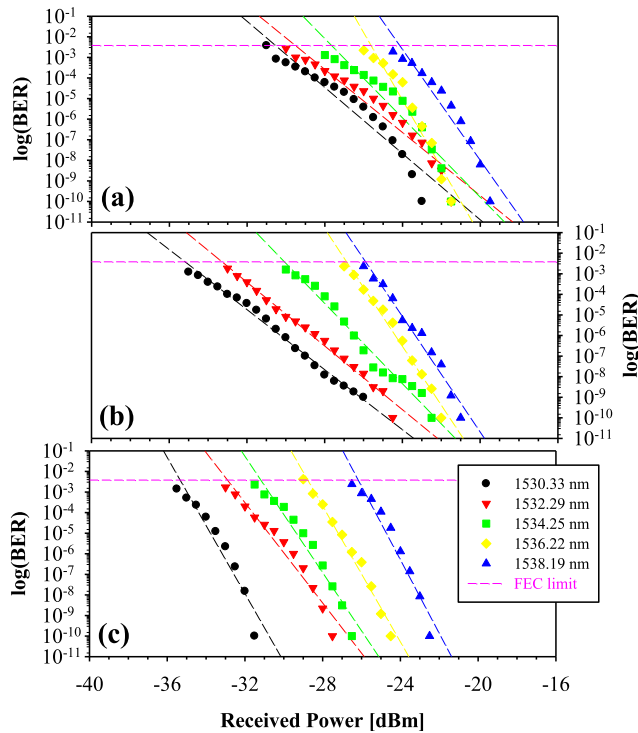 10⁻¹
10⁻²
10⁻³
10⁻⁴
10⁻⁵
10⁻⁶
10⁻⁷
10⁻⁸
10⁻⁹
10⁻¹⁰
10⁻¹¹
log(BER)
(a)
10⁻¹
10⁻²
10⁻³
10⁻⁴
10⁻⁵
10⁻⁶
10⁻⁷
10⁻⁸
10⁻⁹
10⁻¹⁰
10⁻¹¹
log(BER)
(b)
10⁻¹
10⁻²
10⁻³
10⁻⁴
10⁻⁵
10⁻⁶
10⁻⁷
10⁻⁸
10⁻⁹
10⁻¹⁰
10⁻¹¹
log(BER)
(c)
1530.33 nm
1532.29 nm
1534.25 nm
1536.22 nm
1538.19 nm
FEC limit
-40 -36 -32 -28 -24 -20 -16
Received Power [dBm]